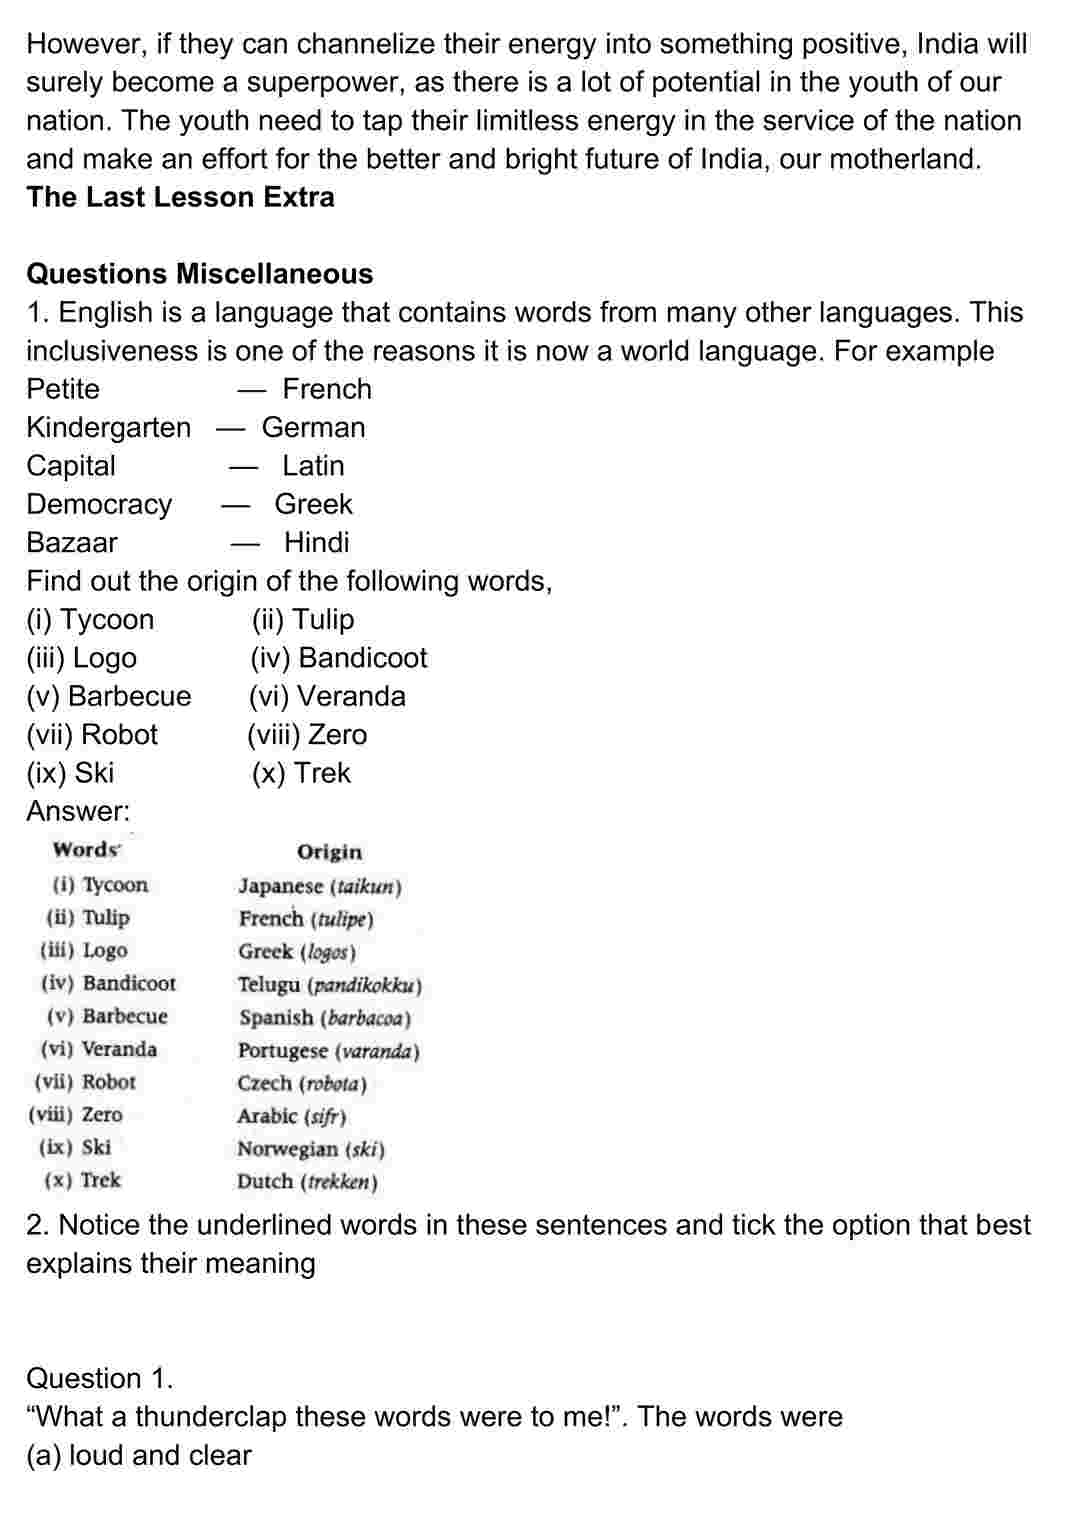 However, if they can channelize their energy into something positive, India will
surely become a superpower, as there is a lot of potential in the youth of our
nation. The youth need to tap their limitless energy in the service of the nation
and make an effort for the better and bright future of India, our motherland.
The Last Lesson Extra
Questions Miscellaneous
1. English is a language that contains words from many other languages. This
inclusiveness is one of the reasons it is now a world language. For example
Petite — French
Kindergarten — German
Capital — Latin
Democracy — Greek
Bazaar — Hindi
Find out the origin of the following words,
(i) Tycoon (ii) Tulip
(iii) Logo (iv) Bandicoot
(v) Barbecue (vi) Veranda
(vii) Robot (viii) Zero
(ix) Ski (x) Trek
Answer:
Words Origin
(i) Tycoon Japanese (taikun)
(ii) Tulip French (tulipe)
(iii) Logo Greek (logos)
(iv) Bandicoot Telugu (pandikokku)
(v) Barbecue Spanish (barbacoa)
(vi) Veranda Portugese (varanda)
(vii) Robot Czech (robota)
(viii) Zero Arabic (sifr)
(ix) Ski Norwegian (ski)
(x) Trek Dutch (trekken)
2. Notice the underlined words in these sentences and tick the option that best
explains their meaning
Question 1.
“What a thunderclap these words were to me!”. The words were
(a) loud and clear